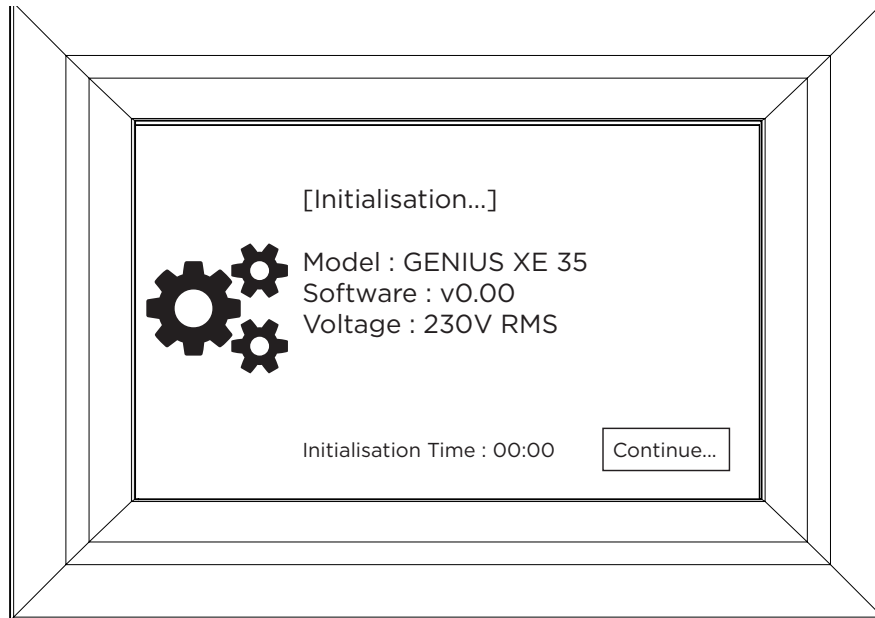 [Initialisation...]
Model : GENIUS XE 35
Software : v0.00
Voltage : 230V RMS
Initialisation Time : 00:00
Continue...